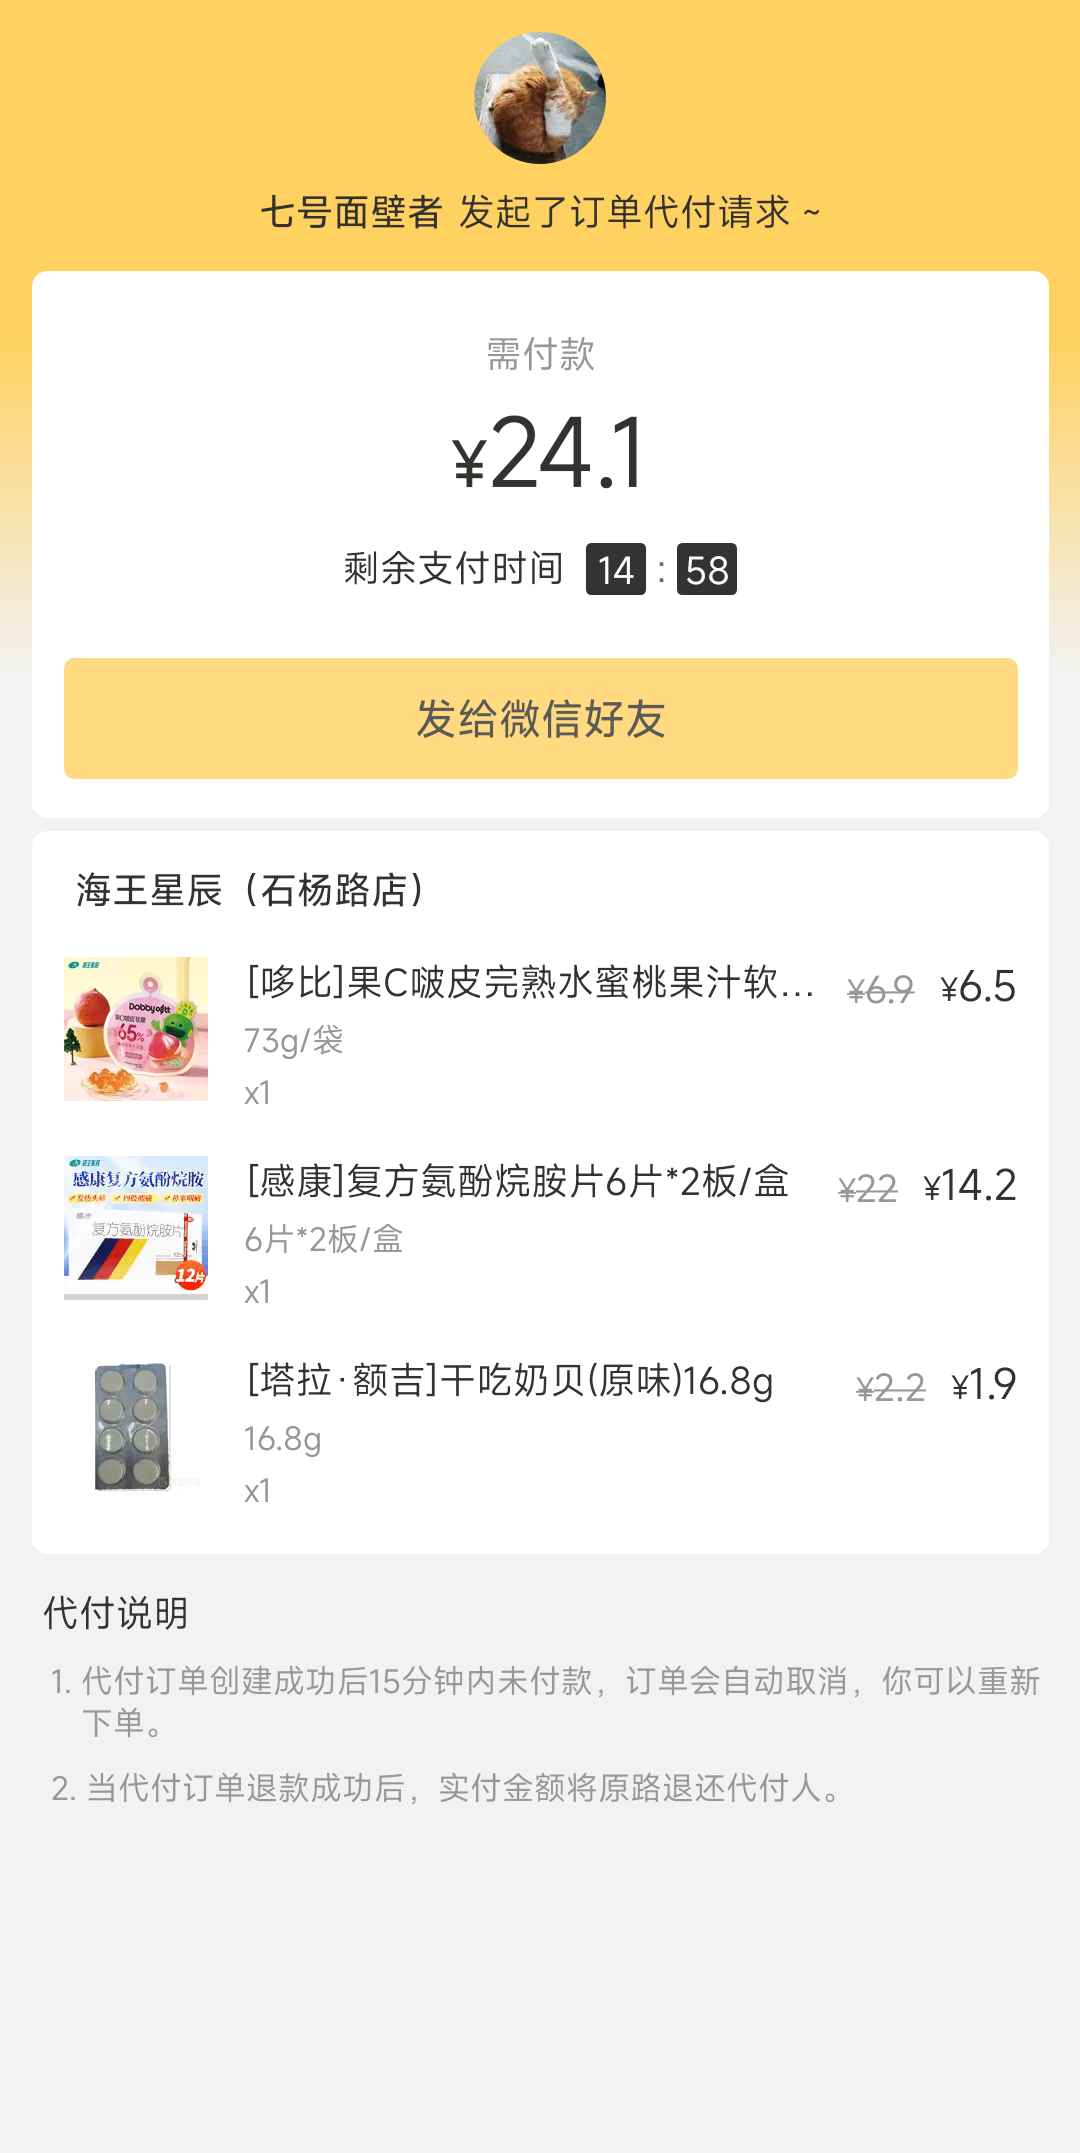 七号面壁者 发起了订单代付请求 ~
需付款
¥24.1
剩余支付时间 14 : 58
发给微信好友
海王星辰（石杨路店）
[哆比]果C啵皮完熟水蜜桃果汁软... ¥6.9 ¥6.5
73g/袋
x1
Dobby
65%
[感康]复方氨酚烷胺片6片*2板/盒 ¥22 ¥14.2
6片*2板/盒
x1
感康复方氨酚烷胺
复方氨酚烷胺片
12片
[塔拉·额吉]干吃奶贝(原味)16.8g ¥2.2 ¥1.9
16.8g
x1
代付说明
1. 代付订单创建成功后15分钟内未付款，订单会自动取消，你可以重新
下单。
2. 当代付订单退款成功后，实付金额将原路退还代付人。